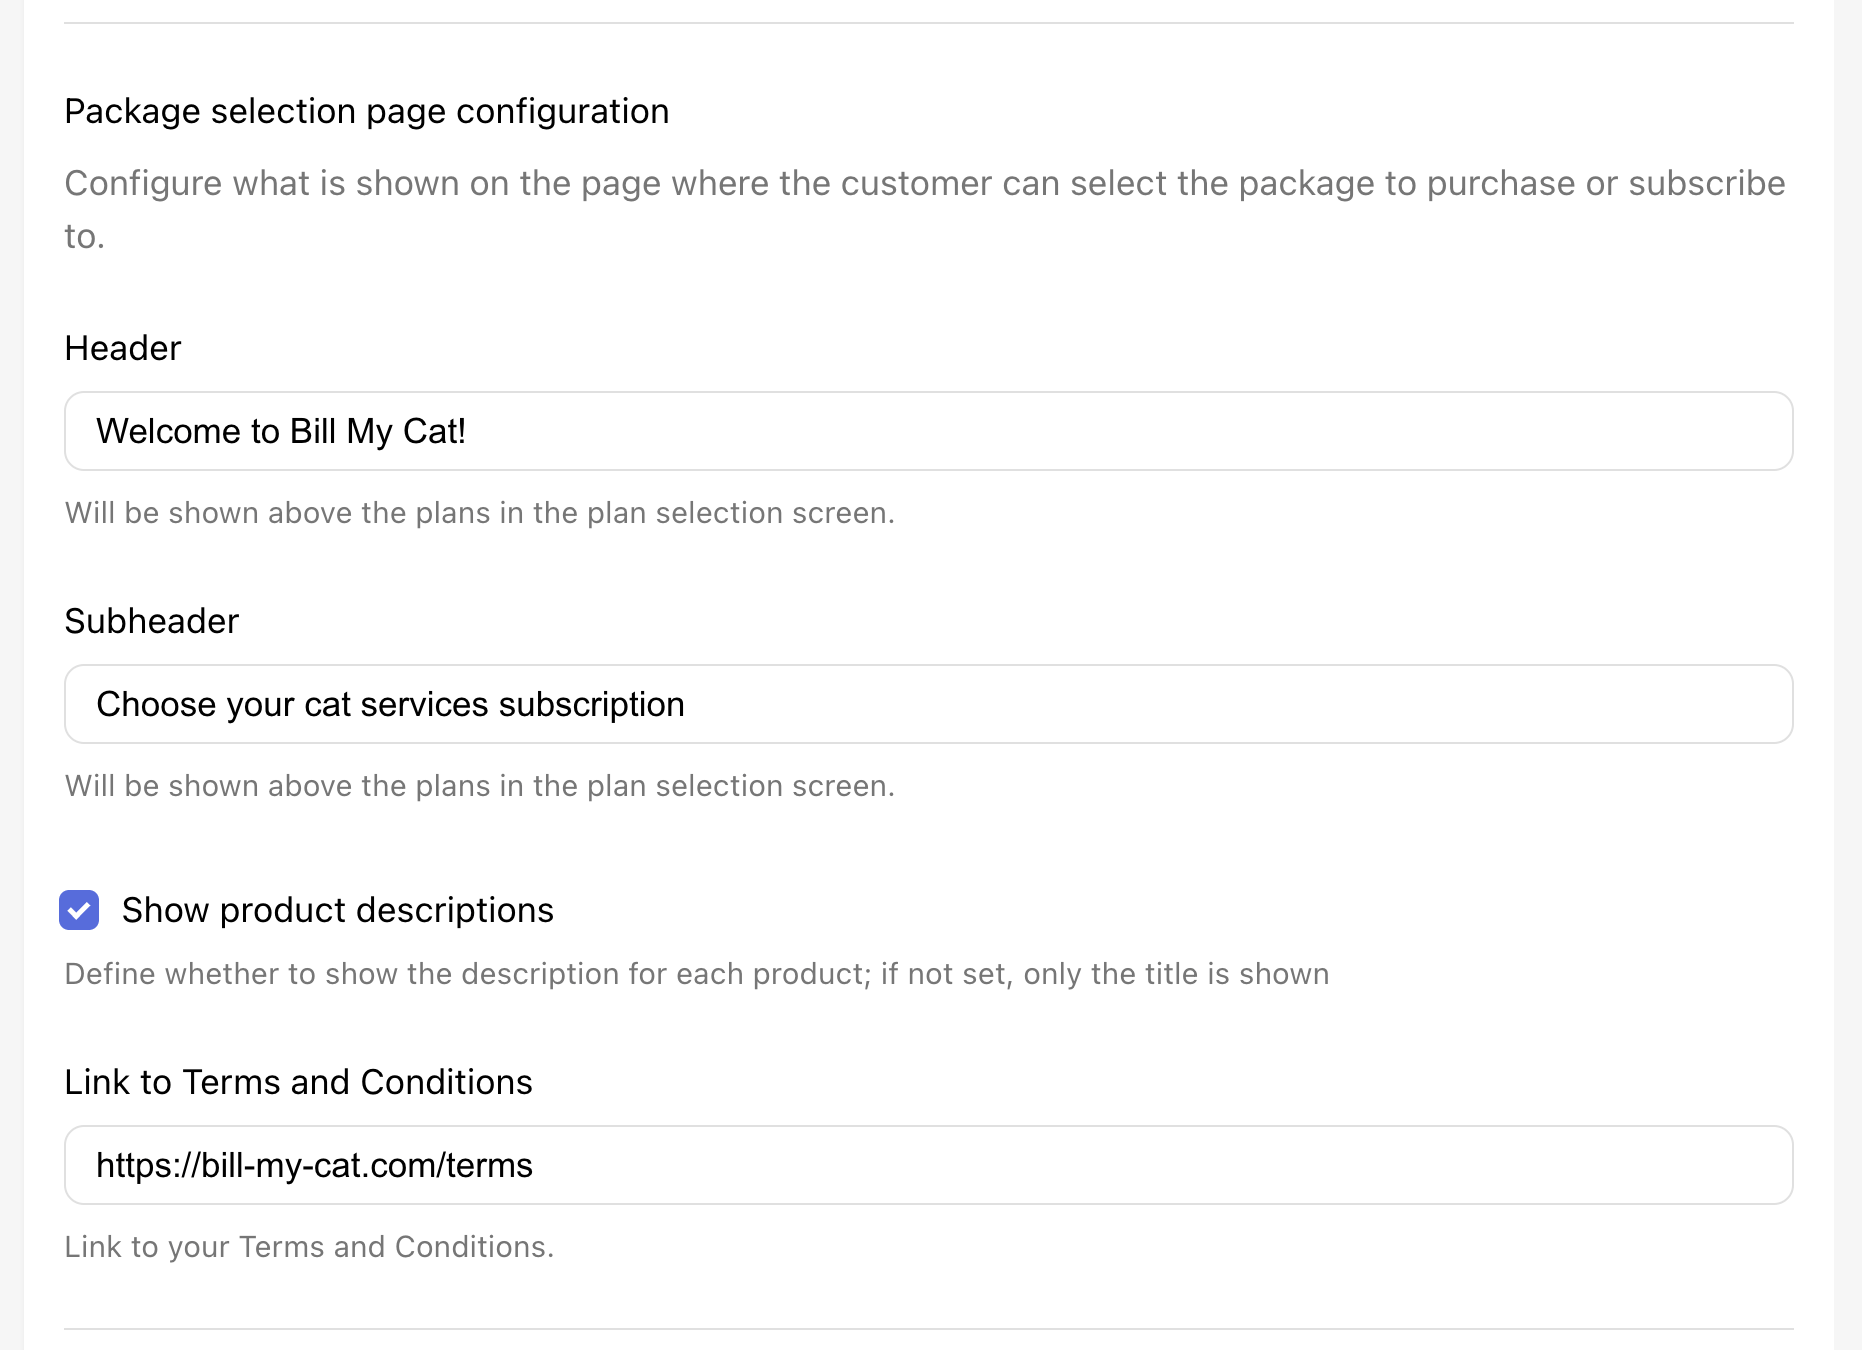 Package selection page configuration
Configure what is shown on the page where the customer can select the package to purchase or subscribe
to.
Header
Welcome to Bill My Cat!
Will be shown above the plans in the plan selection screen.
Subheader
Choose your cat services subscription
Will be shown above the plans in the plan selection screen.
Show product descriptions
Define whether to show the description for each product; if not set, only the title is shown
Link to Terms and Conditions
https://bill-my-cat.com/terms
Link to your Terms and Conditions.